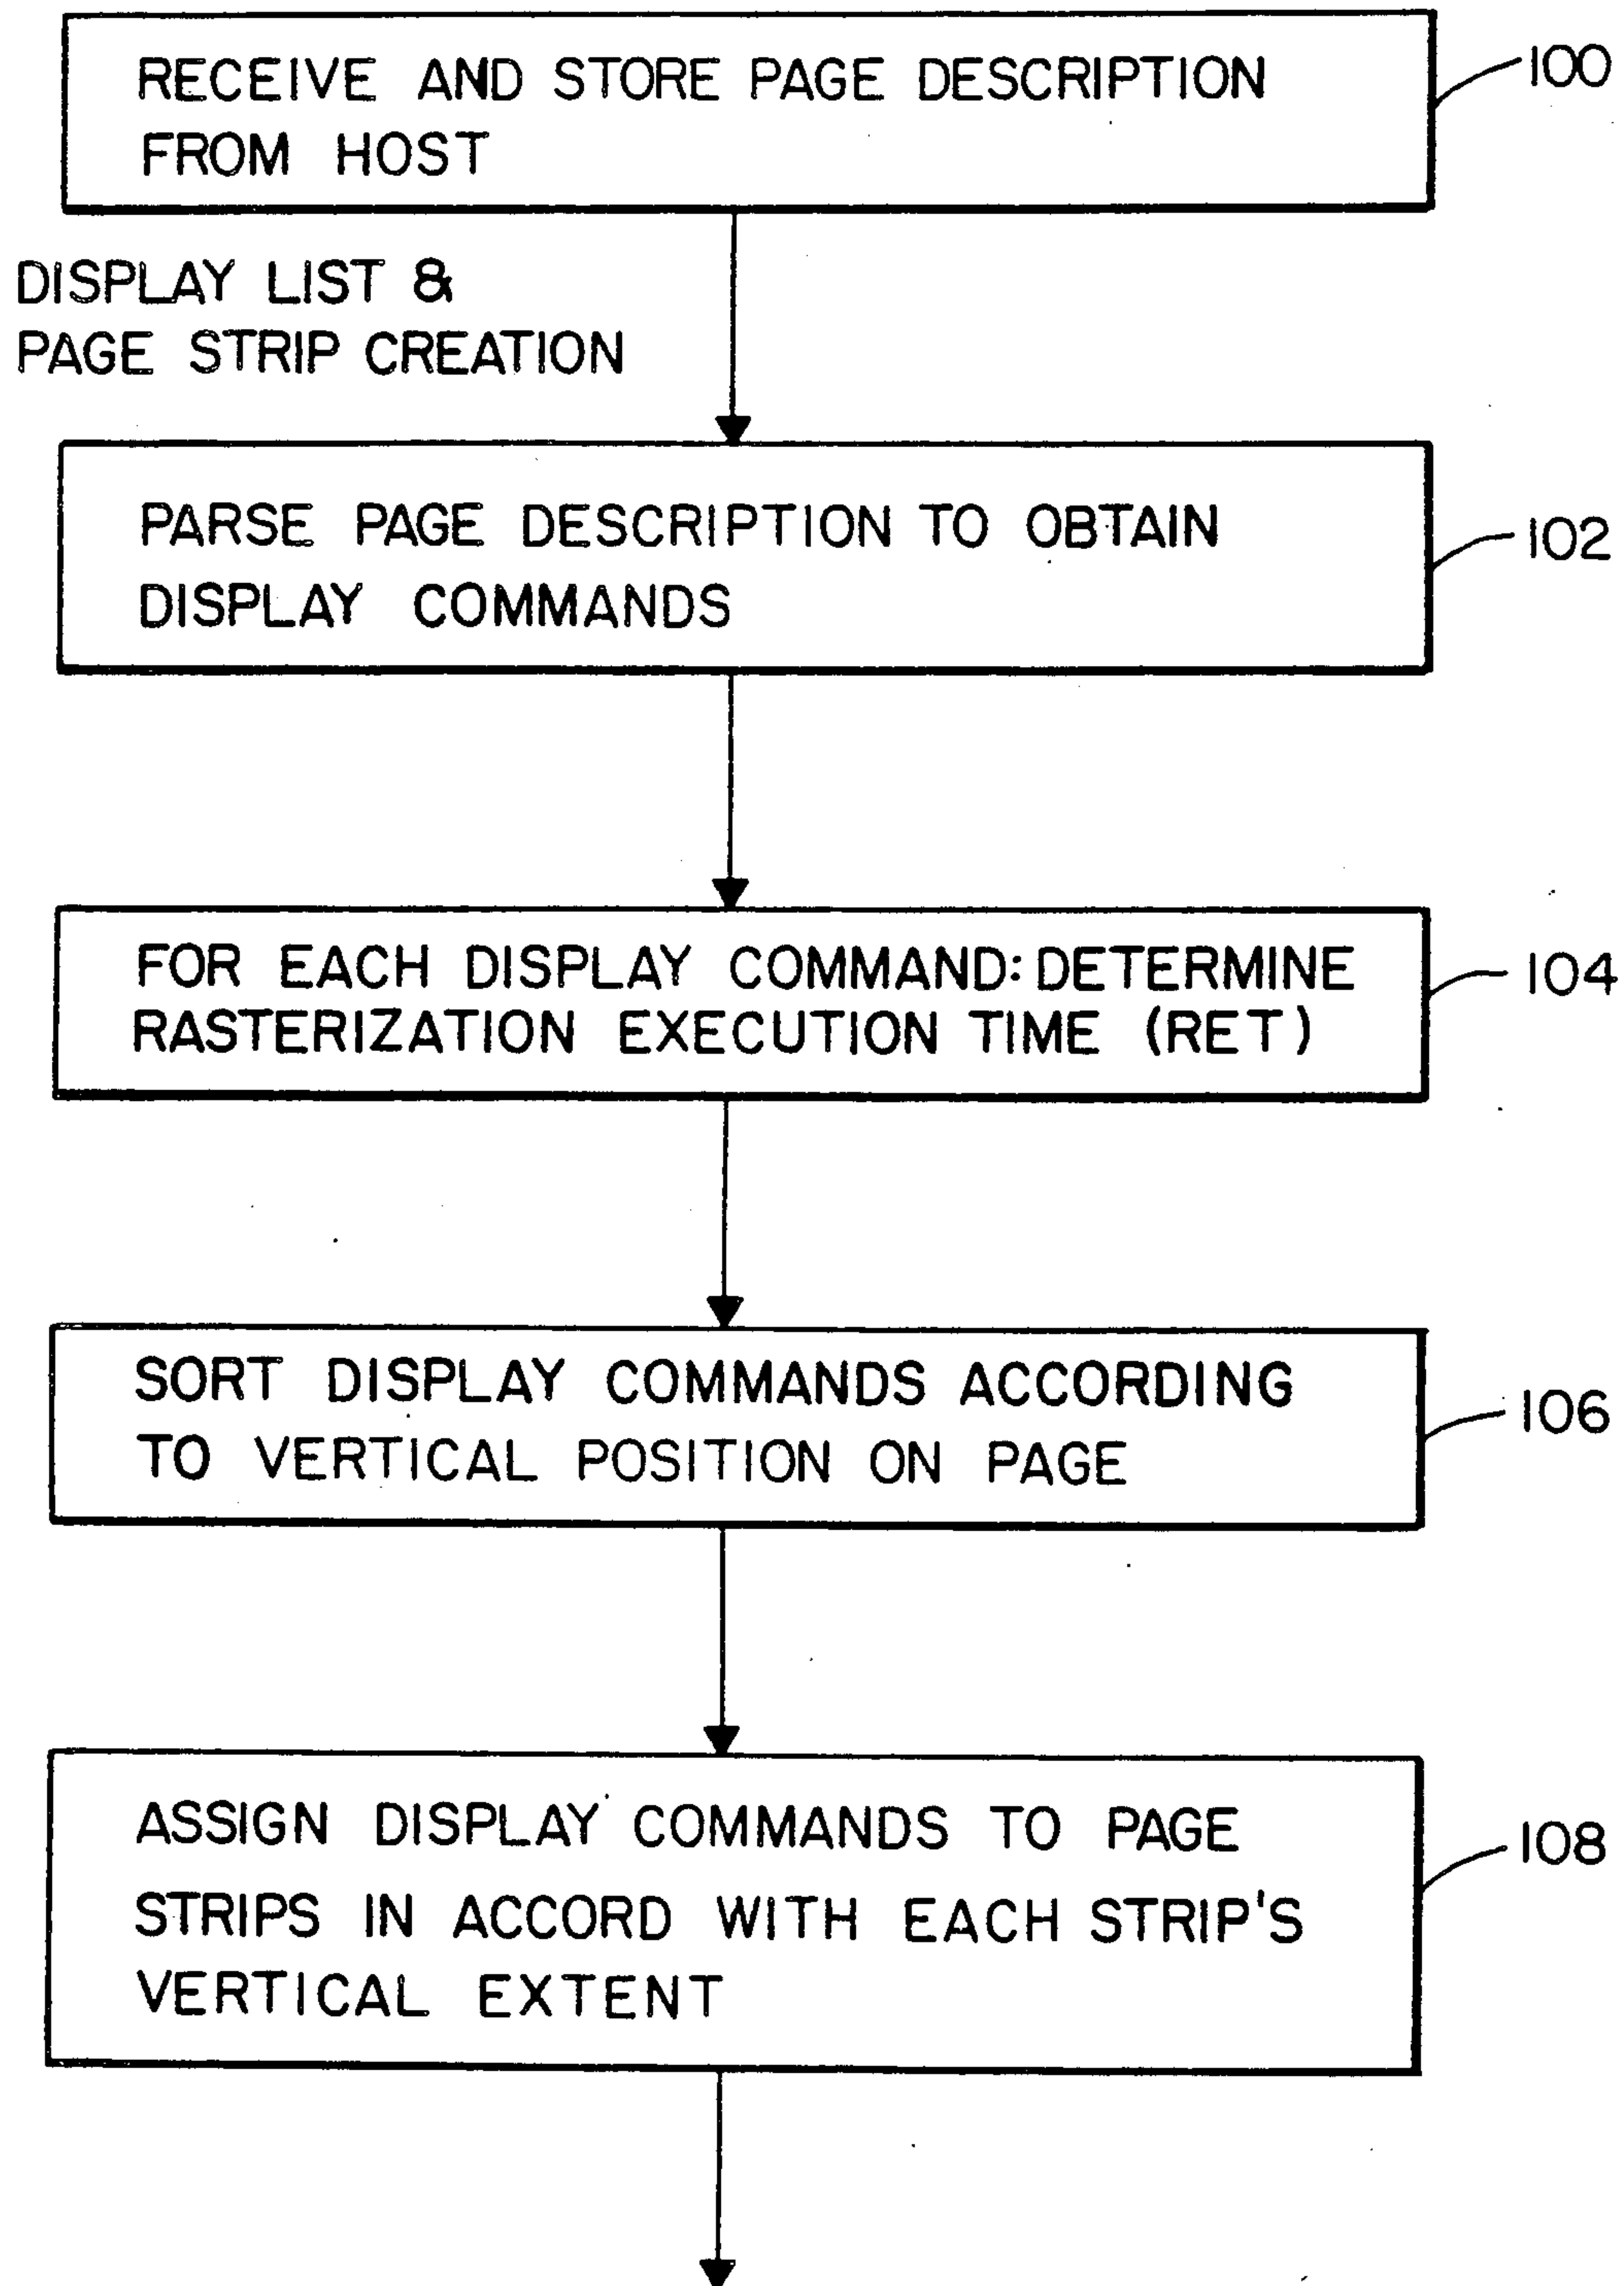 RECEIVE AND STORE PAGE DESCRIPTION
FROM HOST
100
DISPLAY LIST &
PAGE STRIP CREATION
PARSE PAGE DESCRIPTION TO OBTAIN
DISPLAY COMMANDS
102
FOR EACH DISPLAY COMMAND: DETERMINE
RASTERIZATION EXECUTION TIME (RET)
104
SORT DISPLAY COMMANDS ACCORDING
TO VERTICAL POSITION ON PAGE
106
ASSIGN DISPLAY COMMANDS TO PAGE
STRIPS IN ACCORD WITH EACH STRIP'S
VERTICAL EXTENT
108